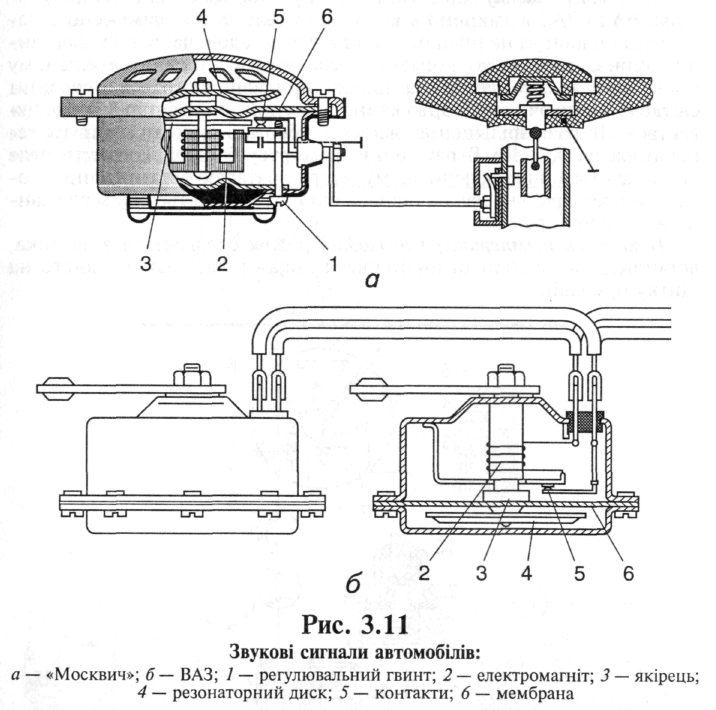 4 5 6
3 2 1
а
2 3 4 5 6
б
Рис. 3.11
Звукові сигнали автомобілів:
а — «Москвич»; б — ВАЗ; 1 — регулювальний гвинт; 2 — електромагніт; 3 — якірець;
4 — резонаторний диск; 5 — контакти; 6 — мембрана